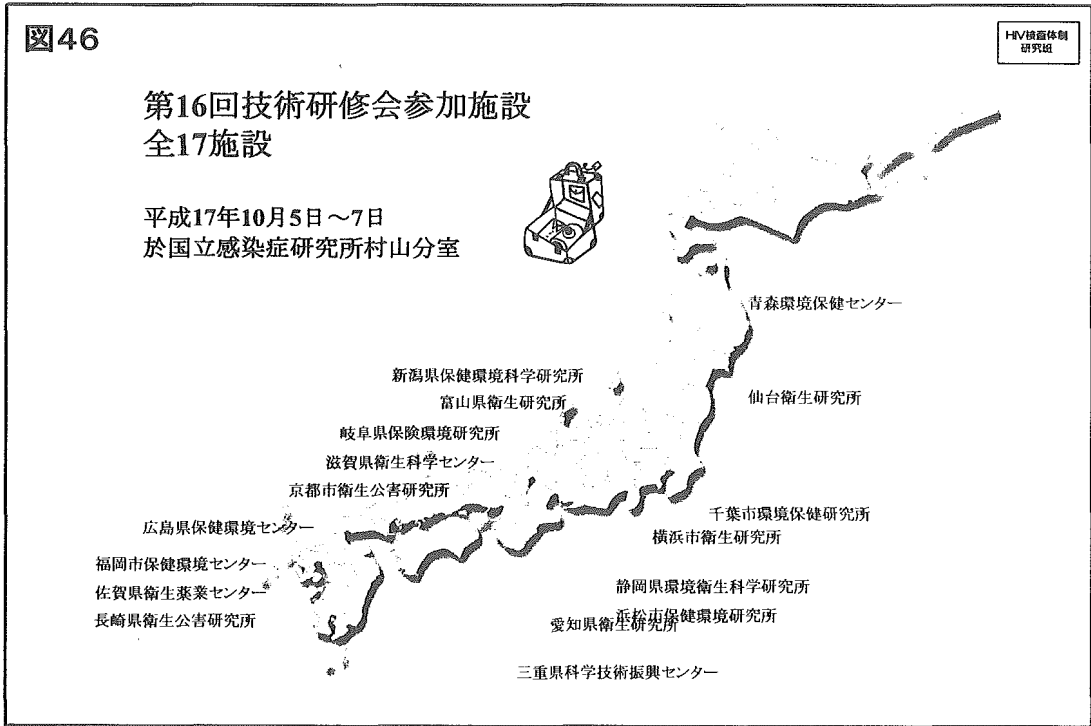 図46
HIV検査体制
研究班
第16回技術研修会参加施設
全17施設
平成17年10月5日～7日
於国立感染症研究所村山分室
青森環境保健センター
新潟県保健環境科学研究所
富山県衛生研究所
仙台衛生研究所
岐阜県保険環境研究所
滋賀県衛生科学センター
京都市衛生公害研究所
広島県保健環境センター
千葉市環境保健研究所
横浜市衛生研究所
福岡市保健環境センター
佐賀県衛生薬業センター
長崎県衛生公害研究所
静岡県環境衛生科学研究所
浜松市保健環境研究所
愛知県衛生研究所
三重県科学技術振興センター